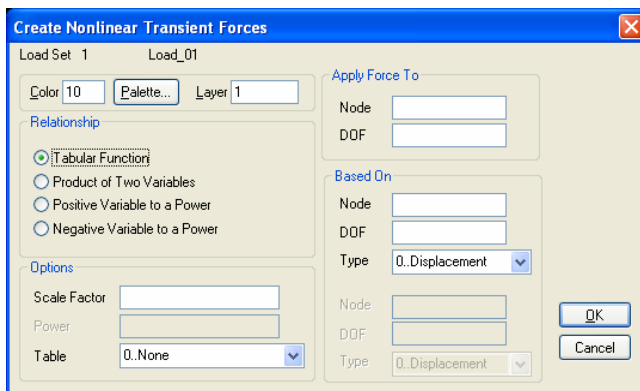 Create Nonlinear Transient Forces
Load Set 1 Load_01
Color 10 Palette... Layer 1
Relationship
Tabular Function
Product of Two Variables
Positive Variable to a Power
Negative Variable to a Power
Options
Scale Factor
Power
Table 0..None
Apply Force To
Node
DOF
Based On
Node
DOF
Type 0..Displacement
Node
DOF
Type 0..Displacement
OK
Cancel